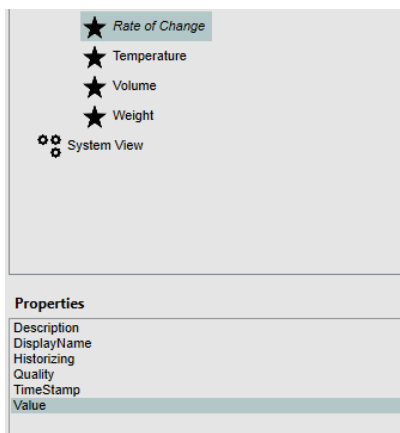 Rate of Change
Temperature
Volume
Weight
System View
Properties
Description
DisplayName
Historizing
Quality
TimeStamp
Value